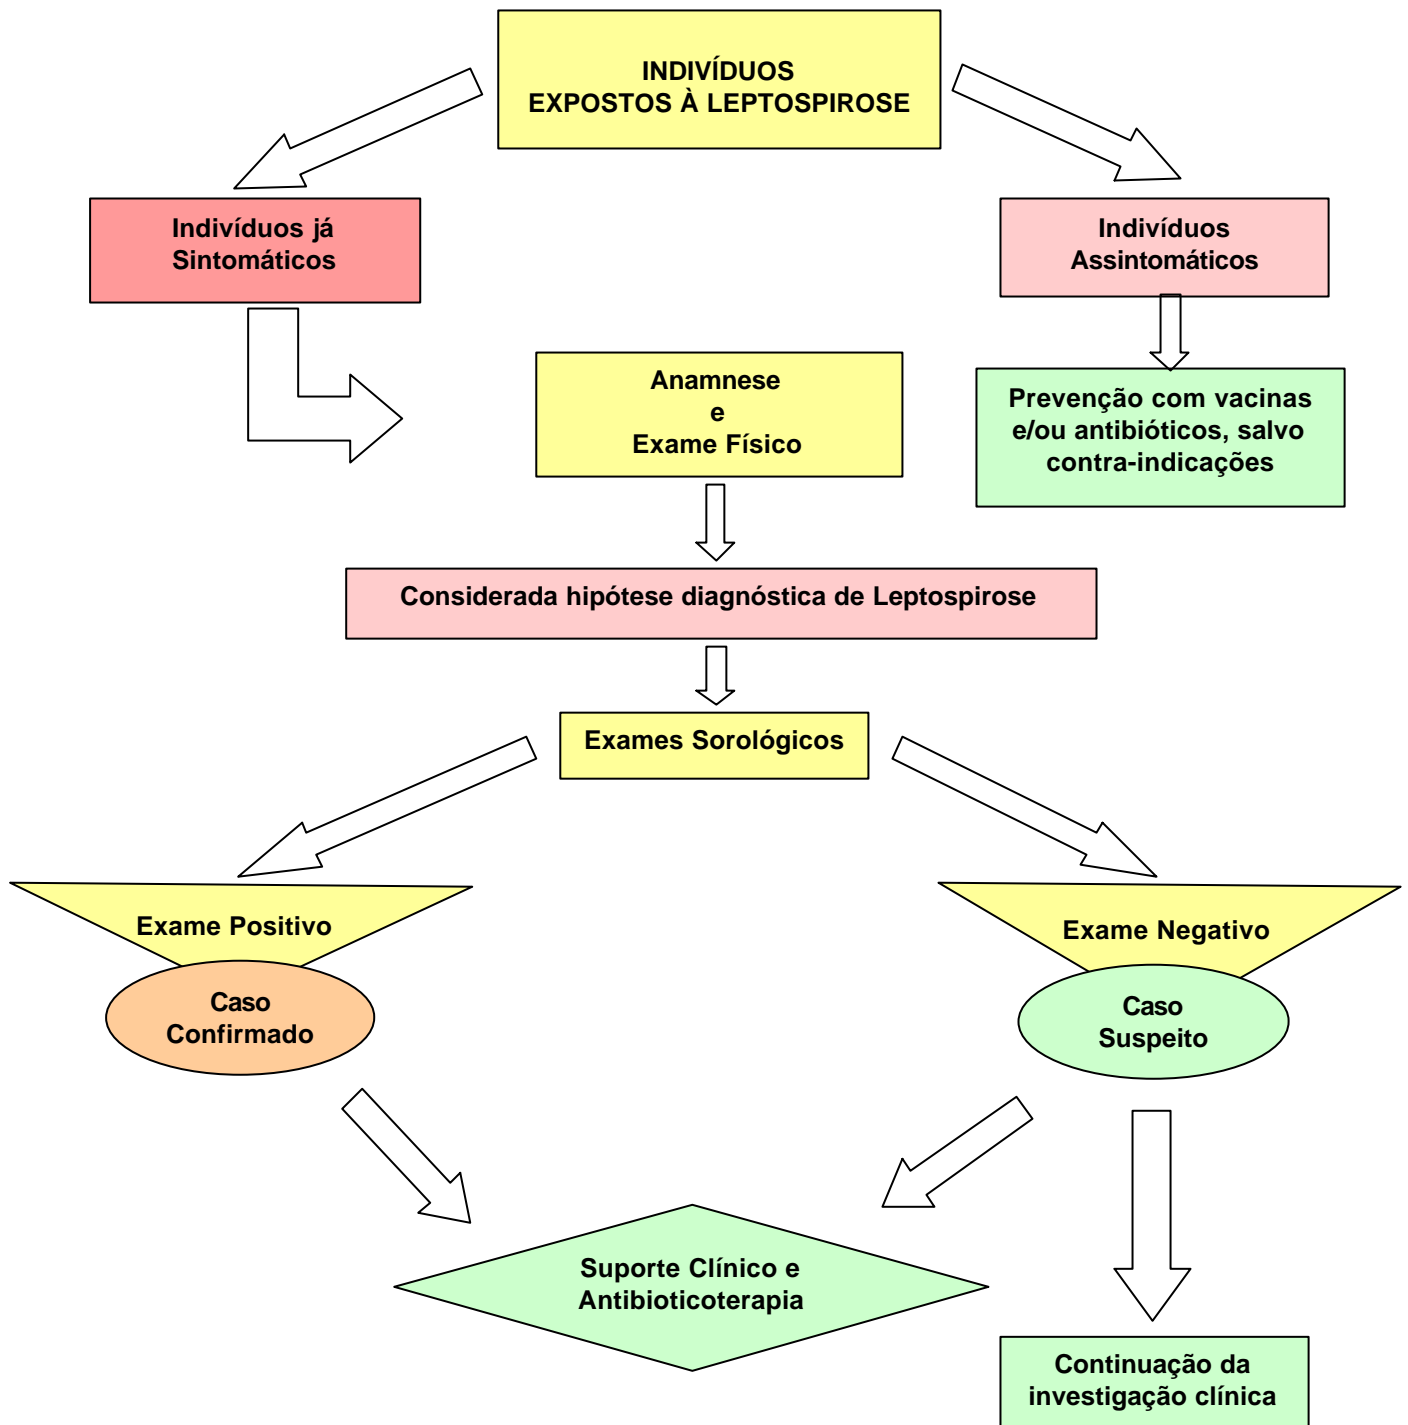 INDIVÍDUOS
EXPOSTOS À LEPTOSPIROSE
Indivíduos já
Sintomáticos
Indivíduos
Assintomáticos
Anamnese
e
Exame Físico
Prevenção com vacinas
e/ou antibióticos, salvo
contra-indicações
Considerada hipótese diagnóstica de Leptospirose
Exames Sorológicos
Exame Positivo
Exame Negativo
Caso
Confirmado
Caso
Suspeito
Suporte Clínico e
Antibioticoterapia
Continuação da
investigação clínica